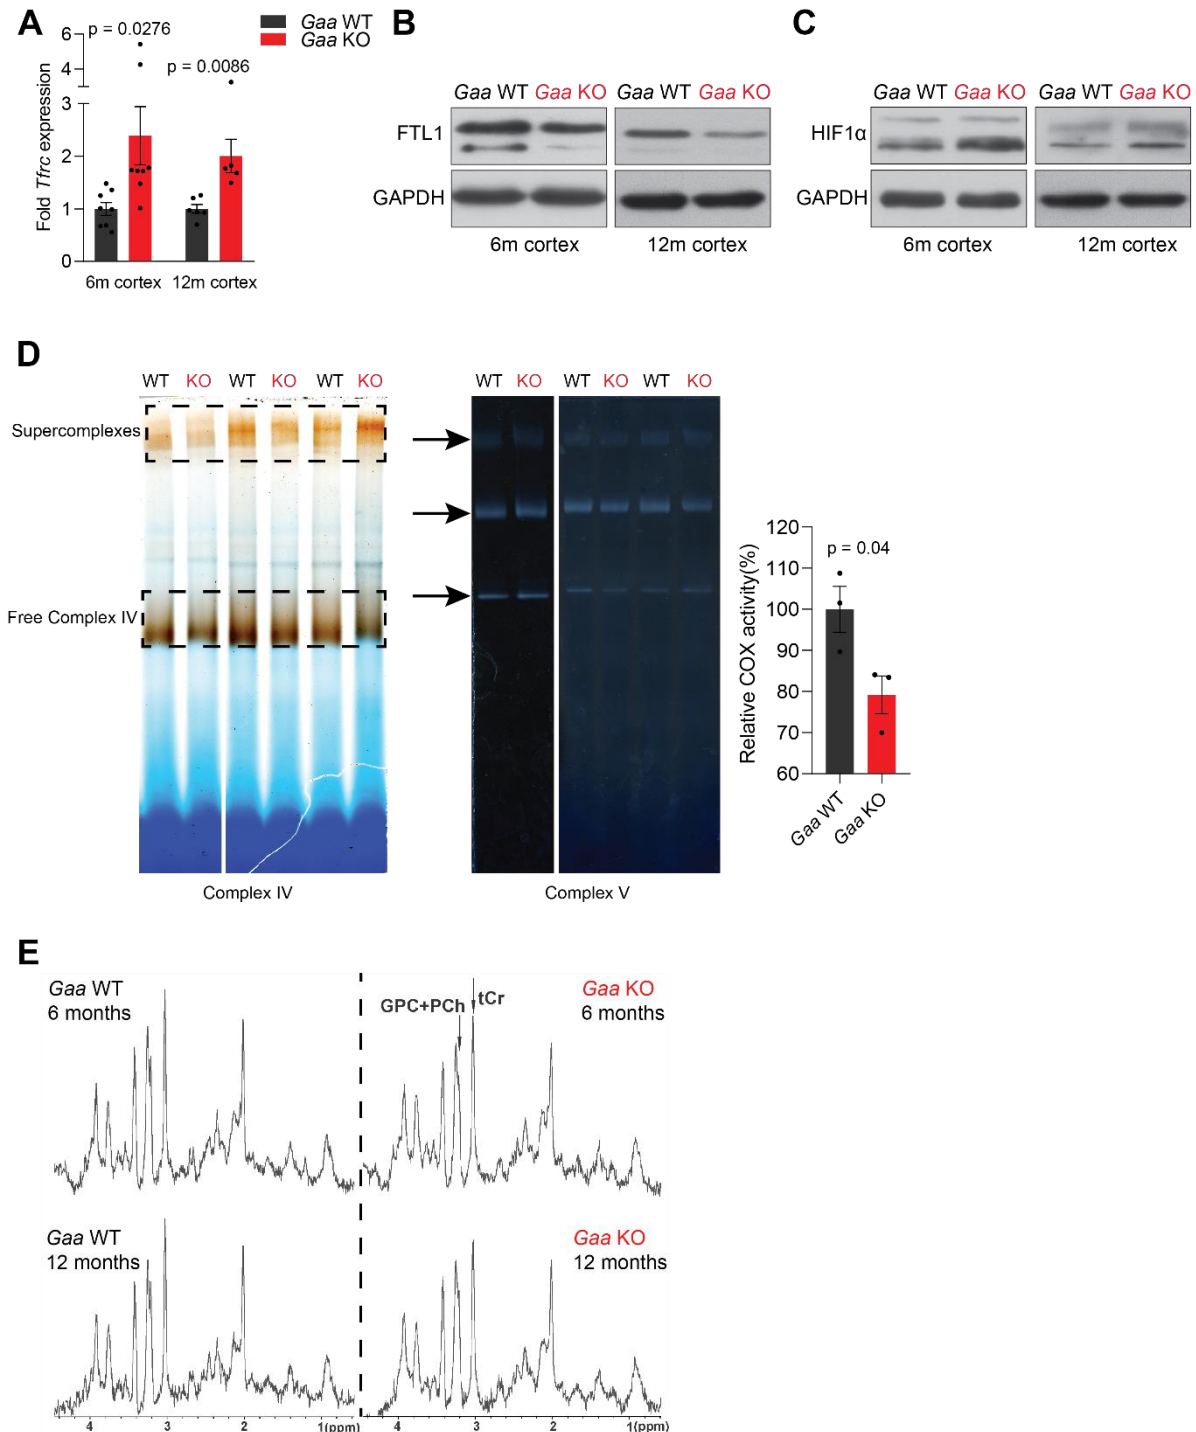 A
p = 0.0276
p = 0.0086
Gaa WT
Gaa KO
Fold Tfrc expression
6
4
3
2
1
0
6m cortex
12m cortex
B
Gaa WT Gaa KO Gaa WT Gaa KO
FTL1
GAPDH
6m cortex
12m cortex
C
Gaa WT Gaa KO Gaa WT Gaa KO
HIF1α
GAPDH
6m cortex
12m cortex
D
WT KO WT KO WT KO
Supercomplexes
Free Complex IV
Complex IV
WT KO WT KO WT KO
Complex V
Relative COX activity(%)
120
110
100
90
80
70
60
p = 0.04
Gaa WT
Gaa KO
E
Gaa WT
6 months
GPC+PCh
tCr
Gaa KO
6 months
Gaa WT
12 months
Gaa KO
12 months
4 3 2 1(ppm)
4 3 2 1(ppm)